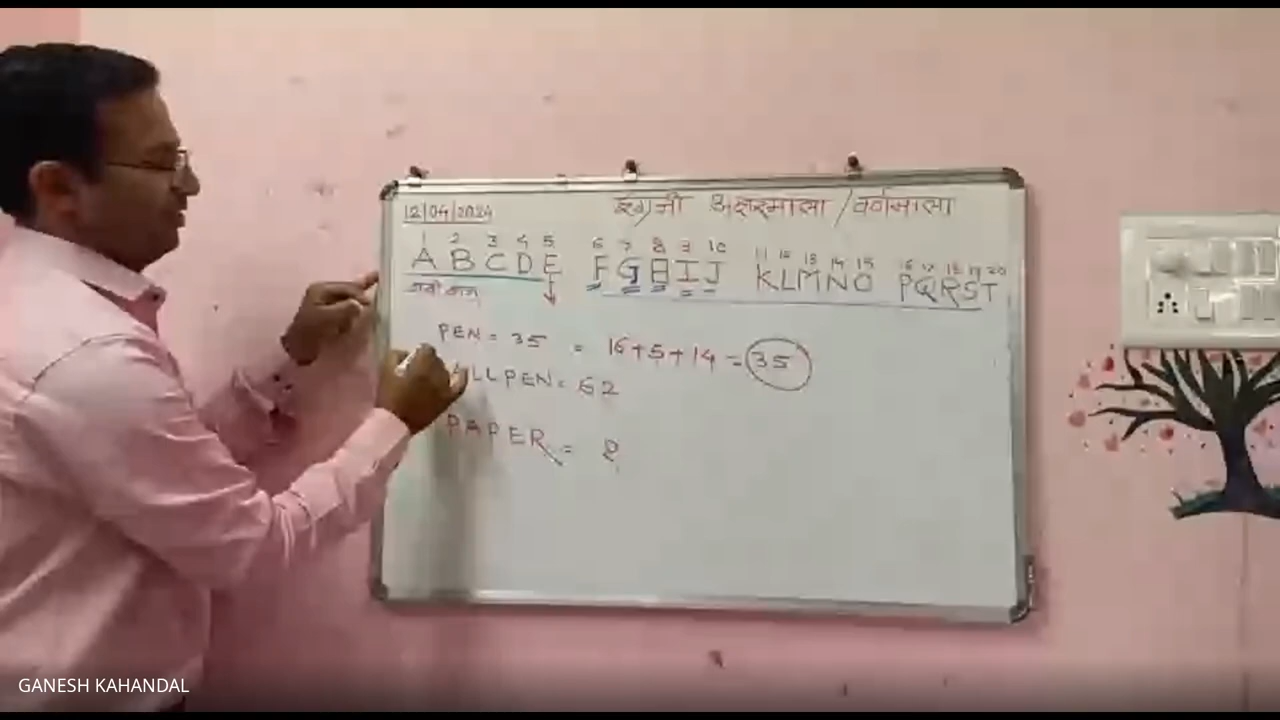 12/04/2024
इंग्रजी अक्षरमाला / वर्णमाला
1 2 3 4 5 6 7 8 9 10 11 12 13 14 15 16 17 18 19 20
A B C D E F G H I J K L M N O P Q R S T
PEN = 35 = 16+5+14 = 35
LLPEN = 62
PAPER = ?
GANESH KAHANDAL